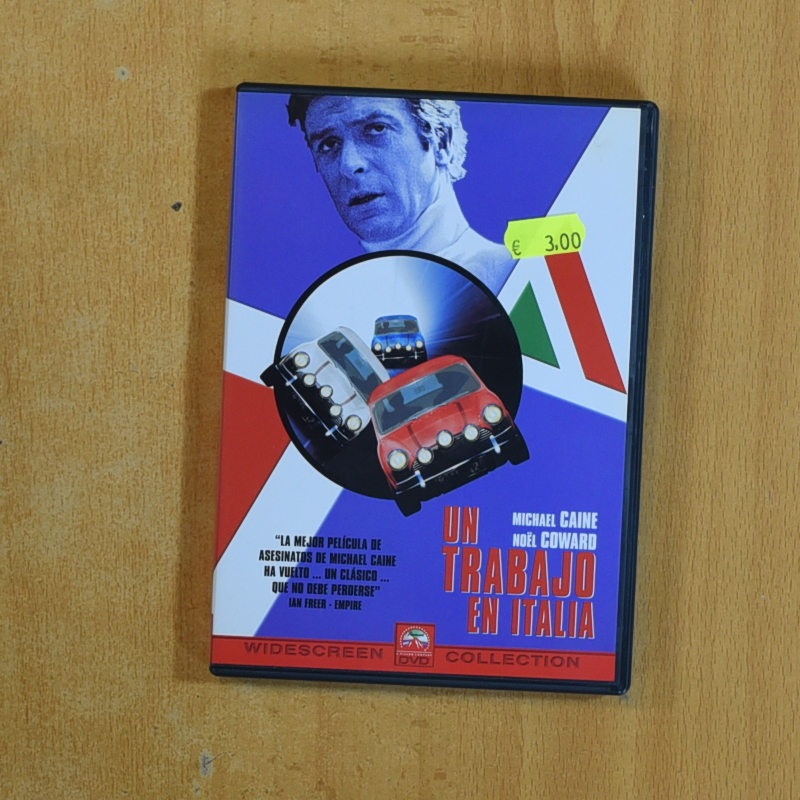 € 3,00
MICHAEL CAINE
NOËL COWARD
UN
TRABAJO
EN ITALIA
"LA MEJOR PELÍCULA DE
ASESINATOS DE MICHAEL CAINE
HA VUELTO ... UN CLÁSICO ...
QUE NO DEBE PERDERSE"
IAN FREER - EMPIRE
WIDESCREEN DVD COLLECTION